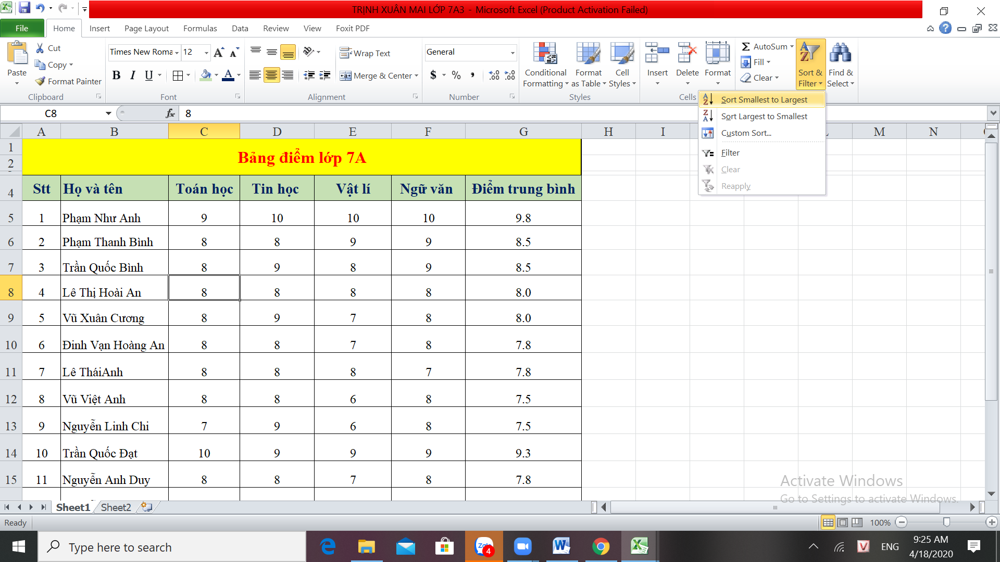 TRỊNH XUÂN MAI LỚP 7A3 - Microsoft Excel (Product Activation Failed)
File Home Insert Page Layout Formulas Data Review View Foxit PDF
Paste
Cut
Copy
Format Painter
Clipboard
Times New Roma 12
B I U
Font
Wrap Text
Merge & Center
Alignment
General
$ % ,
Number
Conditional Formatting
Format as Table
Cell Styles
Styles
Insert Delete Format
Cells
AutoSum
Fill
Clear
Sort & Filter
Find & Select
Sort Smallest to Largest
Sort Largest to Smallest
Custom Sort...
Filter
Clear
Reapply
C8 fx 8
A B C D E F G H I L M N
1
2
Bảng điểm lớp 7A
4 Stt Họ và tên Toán học Tin học Vật lí Ngữ văn Điểm trung bình
5 1 Phạm Như Anh 9 10 10 10 9.8
6 2 Phạm Thanh Bình 8 8 9 9 8.5
7 3 Trần Quốc Bình 8 9 8 9 8.5
8 4 Lê Thị Hoài An 8 8 8 8 8.0
9 5 Vũ Xuân Cương 8 9 7 8 8.0
10 6 Đinh Vạn Hoàng An 8 8 7 8 7.8
11 7 Lê TháiAnh 8 8 8 7 7.8
12 8 Vũ Việt Anh 8 8 6 8 7.5
13 9 Nguyễn Linh Chi 7 9 6 8 7.5
14 10 Trần Quốc Đạt 10 9 9 9 9.3
15 11 Nguyễn Anh Duy 8 8 7 8 7.8
Activate Windows
Go to Settings to activate Windows.
Sheet1 Sheet2
Ready 100%
Type here to search
Zalo 4
ENG
9:25 AM
4/18/2020